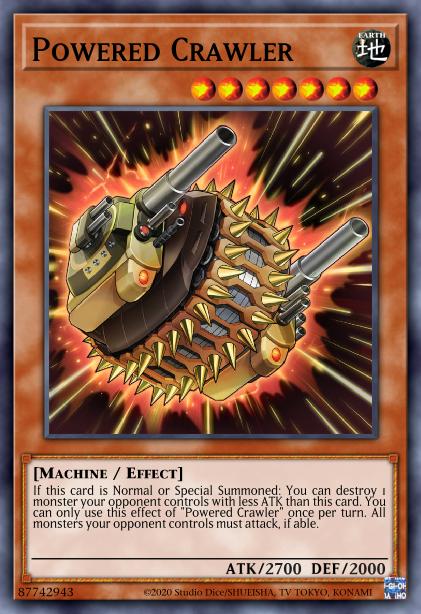 POWERED CRAWLER
EARTH
地
[MACHINE / EFFECT]
If this card is Normal or Special Summoned: You can destroy 1
monster your opponent controls with less ATK than this card. You
can only use this effect of "Powered Crawler" once per turn. All
monsters your opponent controls must attack, if able.
ATK/2700 DEF/2000
87742943
©2020 Studio Dice/SHUEISHA, TV TOKYO, KONAMI